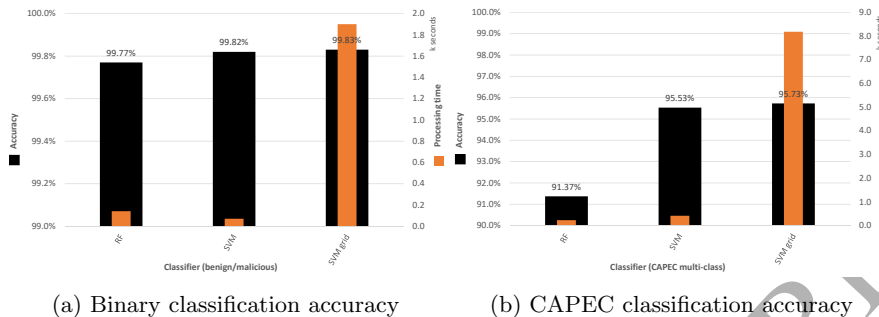 100.0%
99.8%
99.6%
99.4%
99.2%
99.0%
Accuracy
99.77%
99.82%
99.83%
2.0
1.8
1.6
1.4
1.2
1.0
0.8
0.6
0.4
0.2
0.0
k seconds
Processing time
RF
SVM
SVM grid
Classifier (benign/malicious)
(a) Binary classification accuracy
100.0%
99.0%
98.0%
97.0%
96.0%
95.0%
94.0%
93.0%
92.0%
91.0%
90.0%
Accuracy
91.37%
95.53%
95.73%
9.0
8.0
7.0
6.0
5.0
4.0
3.0
2.0
1.0
0.0
k seconds
RF
SVM
SVM grid
Classifier (CAPEC multi-class)
(b) CAPEC classification accuracy